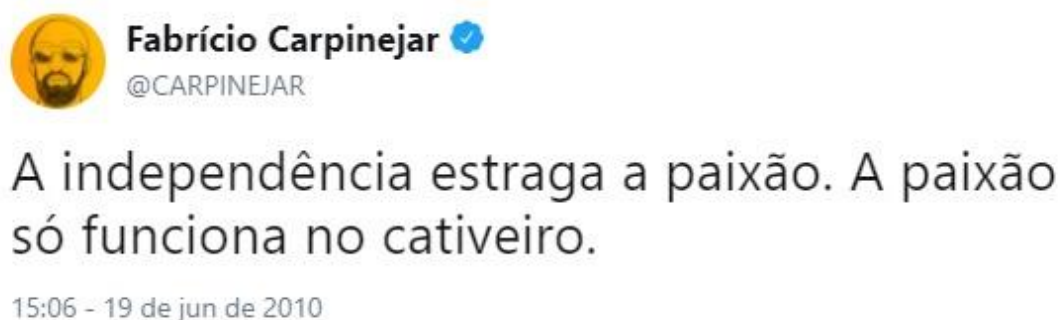 Fabrício Carpinejar
@CARPINEJAR
A independência estraga a paixão. A paixão
só funciona no cativeiro.
15:06 - 19 de jun de 2010